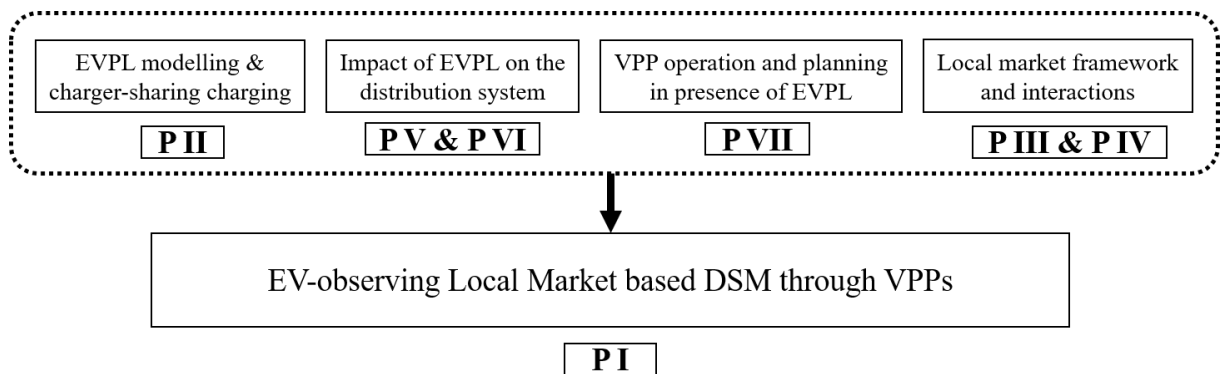 EVPL modelling &
charger-sharing charging
P II
Impact of EVPL on the
distribution system
P V & P VI
VPP operation and planning
in presence of EVPL
P VII
Local market framework
and interactions
P III & P IV
EV-observing Local Market based DSM through VPPs
P I